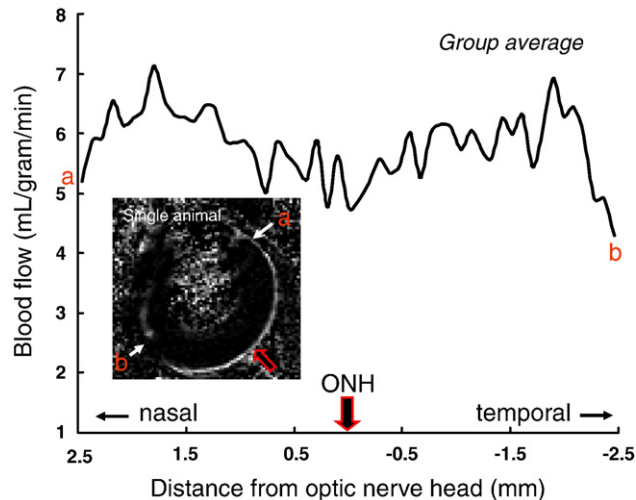 8
Group average
7
6
a
5
Single animal
a
4
b
3
b
2
ONH
nasal
temporal
1
2.5
1.5
0.5
-0.5
-1.5
-2.5
Distance from optic nerve head (mm)
Blood flow (mL/gram/min)